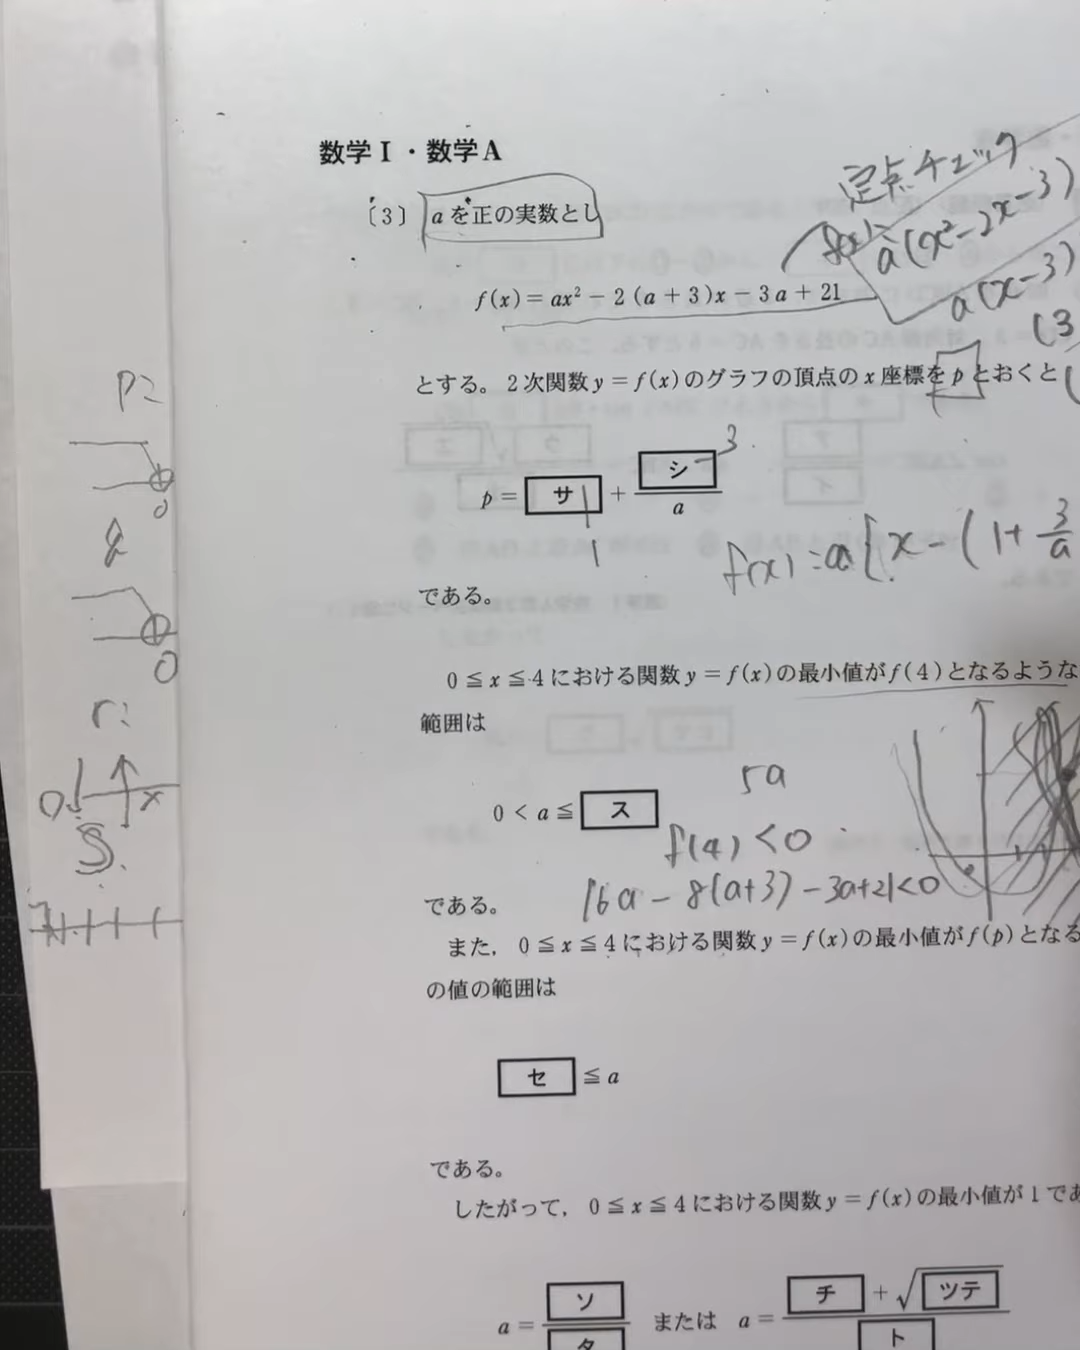 数学Ⅰ・数学A
〔3〕 aを正の実数とし
f(x) = ax² − 2(a + 3)x − 3a + 21
とする。2次関数 y = f(x) のグラフの頂点の x 座標を p とおくと
p = サ + シ/a
3
1
である。
0 ≦ x ≦ 4 における関数 y = f(x) の最小値が f(4) となるような
範囲は
0 < a ≦ ス
である。
また，0 ≦ x ≦ 4 における関数 y = f(x) の最小値が f(p) となる
の値の範囲は
セ ≦ a
である。
したがって，0 ≦ x ≦ 4 における関数 y = f(x) の最小値が 1 であ
a = ソ/タ または a = (チ + √ツテ)/ト
定点チェック
f(x)=
a(x²−2x−3)
a(x−3)
(3
f(x)=a[x−(1+3/a
5a
f(4)<0
16a−8(a+3)−3a+21<0
p:
0
q
0
r:
0
x
S.